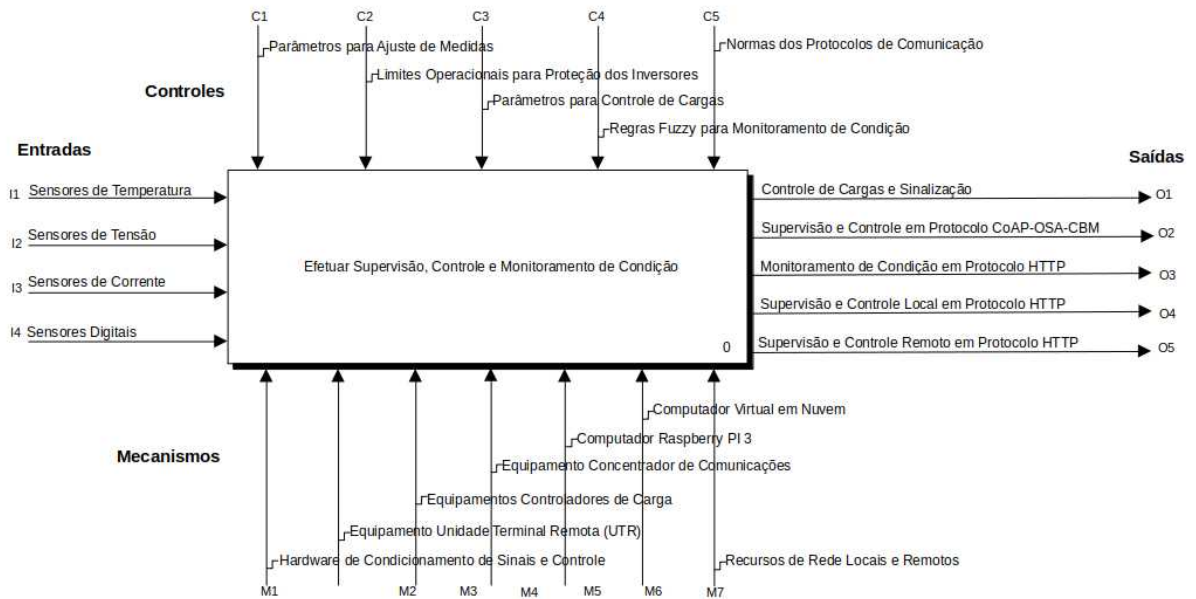 C1
C2
C3
C4
C5
Parâmetros para Ajuste de Medidas
Normas dos Protocolos de Comunicação
Limites Operacionais para Proteção dos Inversores
Controles
Parâmetros para Controle de Cargas
Regras Fuzzy para Monitoramento de Condição
Entradas
Saídas
I1 Sensores de Temperatura
I2 Sensores de Tensão
I3 Sensores de Corrente
I4 Sensores Digitais
Efetuar Supervisão, Controle e Monitoramento de Condição
0
Controle de Cargas e Sinalização O1
Supervisão e Controle em Protocolo CoAP-OSA-CBM O2
Monitoramento de Condição em Protocolo HTTP O3
Supervisão e Controle Local em Protocolo HTTP O4
Supervisão e Controle Remoto em Protocolo HTTP O5
Computador Virtual em Nuvem
Computador Raspberry PI 3
Mecanismos
Equipamento Concentrador de Comunicações
Equipamentos Controladores de Carga
Equipamento Unidade Terminal Remota (UTR)
Hardware de Condicionamento de Sinais e Controle
Recursos de Rede Locais e Remotos
M1
M2
M3
M4
M5
M6
M7